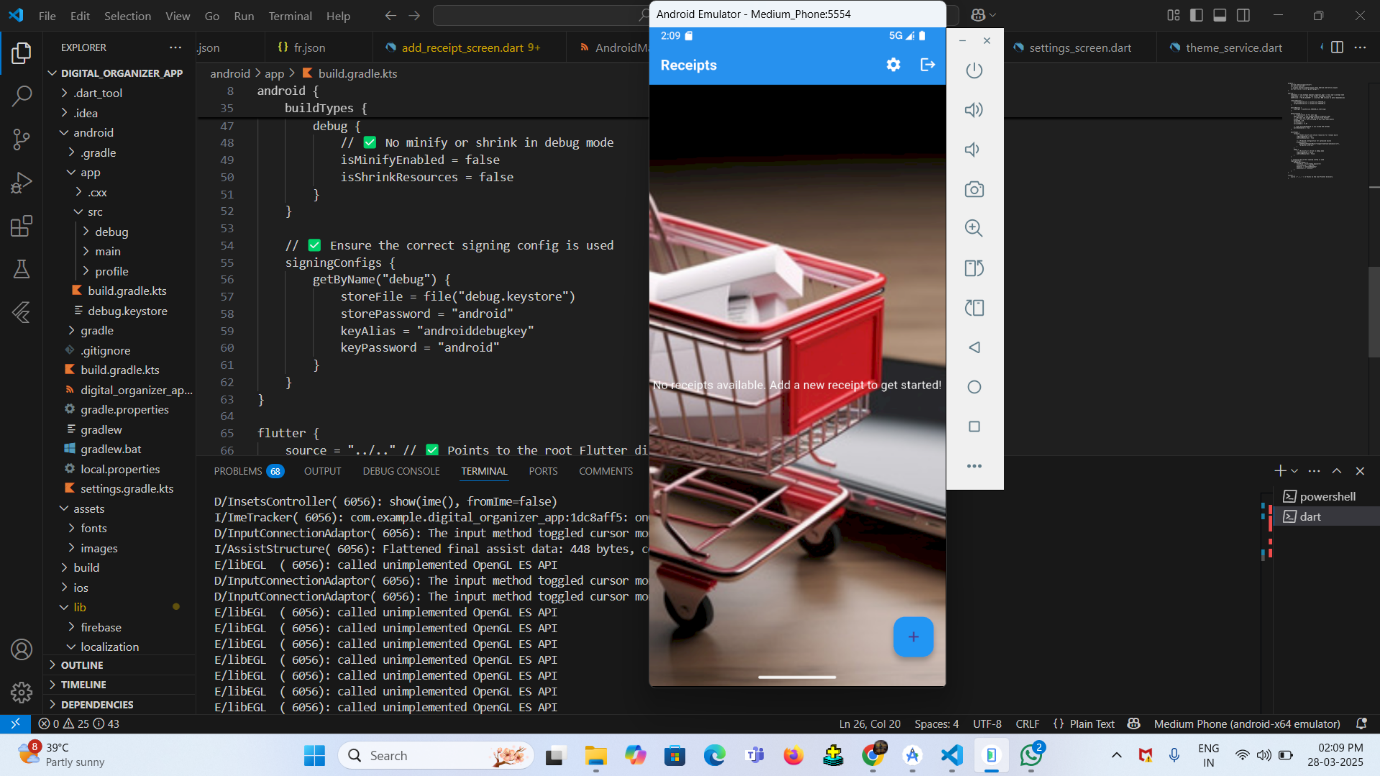 File Edit Selection View Go Run Terminal Help
Android Emulator - Medium_Phone:5554
.json
fr.json
add_receipt_screen.dart 9+
AndroidMa
settings_screen.dart
theme_service.dart
EXPLORER
DIGITAL_ORGANIZER_APP
.dart_tool
.idea
android
.gradle
app
.cxx
src
debug
main
profile
build.gradle.kts
debug.keystore
gradle
.gitignore
build.gradle.kts
digital_organizer_ap...
gradle.properties
gradlew
gradlew.bat
local.properties
settings.gradle.kts
assets
fonts
images
build
ios
lib
firebase
localization
OUTLINE
TIMELINE
DEPENDENCIES
android > app > build.gradle.kts
8 android {
35 buildTypes {
47 debug {
48 // ✅ No minify or shrink in debug mode
49 isMinifyEnabled = false
50 isShrinkResources = false
51 }
52 }
53
54 // ✅ Ensure the correct signing config is used
55 signingConfigs {
56 getByName("debug") {
57 storeFile = file("debug.keystore")
58 storePassword = "android"
59 keyAlias = "androiddebugkey"
60 keyPassword = "android"
61 }
62 }
63 }
64
65 flutter {
66 source = "../.." // ✅ Points to the root Flutter di
PROBLEMS 68 OUTPUT DEBUG CONSOLE TERMINAL PORTS COMMENTS
D/InsetsController( 6056): show(ime(), fromIme=false)
I/ImeTracker( 6056): com.example.digital_organizer_app:1dc8aff5: on
D/InputConnectionAdaptor( 6056): The input method toggled cursor mo
I/AssistStructure( 6056): Flattened final assist data: 448 bytes, c
E/libEGL ( 6056): called unimplemented OpenGL ES API
D/InputConnectionAdaptor( 6056): The input method toggled cursor mo
D/InputConnectionAdaptor( 6056): The input method toggled cursor mo
E/libEGL ( 6056): called unimplemented OpenGL ES API
E/libEGL ( 6056): called unimplemented OpenGL ES API
E/libEGL ( 6056): called unimplemented OpenGL ES API
E/libEGL ( 6056): called unimplemented OpenGL ES API
E/libEGL ( 6056): called unimplemented OpenGL ES API
E/libEGL ( 6056): called unimplemented OpenGL ES API
E/libEGL ( 6056): called unimplemented OpenGL ES API
powershell
dart
2:09 5G
Receipts
No receipts available. Add a new receipt to get started!
+
0 25 43
Ln 26, Col 20 Spaces: 4 UTF-8 CRLF {} Plain Text Medium Phone (android-x64 emulator)
8
39°C
Partly sunny
Search
2
ENG
IN
02:09 PM
28-03-2025